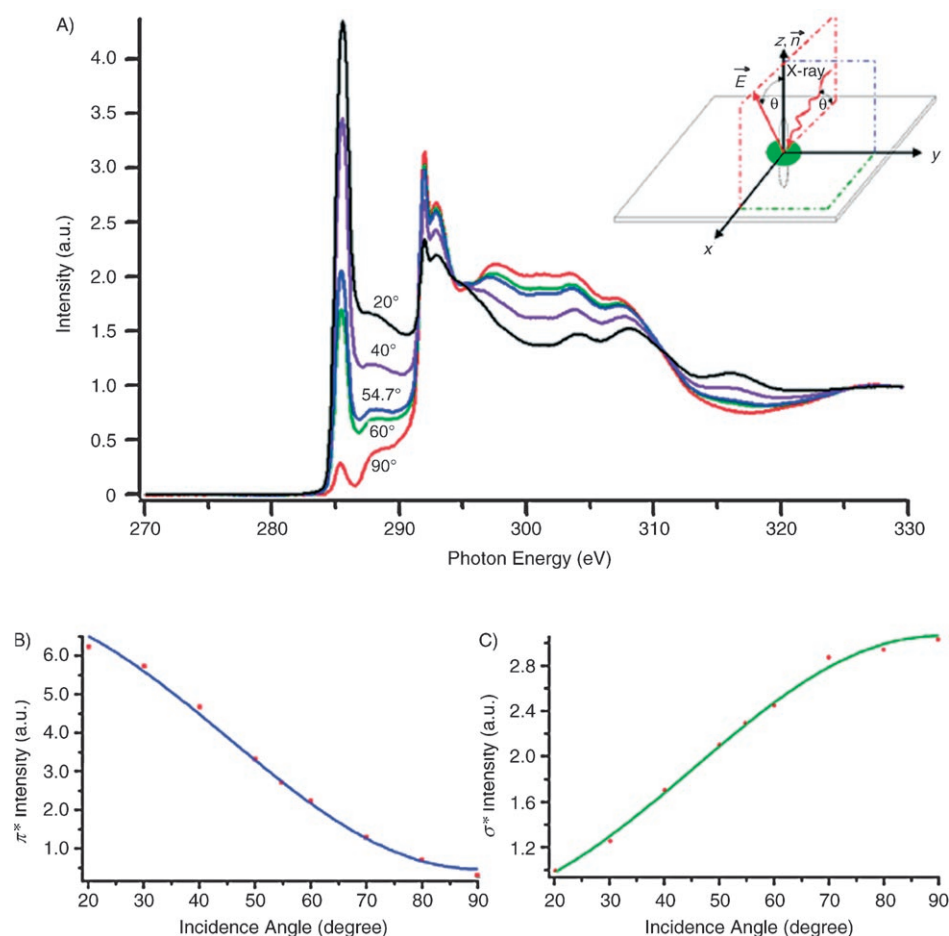 A)
4.0
3.5
3.0
2.5
2.0
1.5
1.0
0.5
0
Intensity (a.u.)
20°
40°
54.7°
60°
90°
270
280
290
300
310
320
330
Photon Energy (eV)
z, n⃗
X-ray
E⃗
θ
θ
y
x
B)
6.0
5.0
4.0
3.0
2.0
1.0
π* Intensity (a.u.)
20 30 40 50 60 70 80 90
Incidence Angle (degree)
C)
2.8
2.4
2.0
1.6
1.2
σ* Intensity (a.u.)
20 30 40 50 60 70 80 90
Incidence Angle (degree)